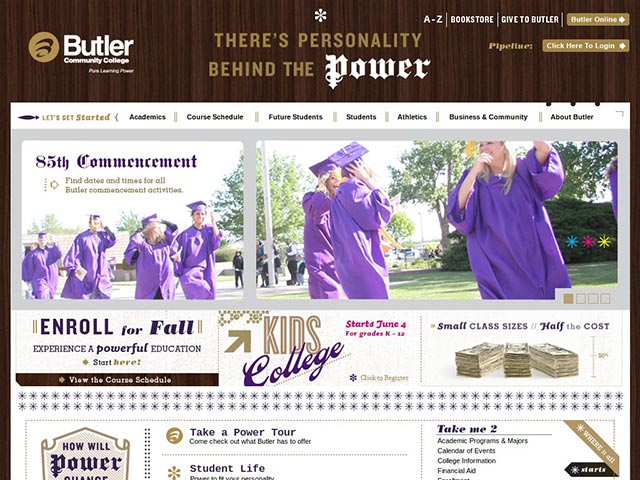 A-Z | BOOKSTORE | GIVE TO BUTLER | Butler Online
Butler
Community College
Pure Learning Power
THERE'S PERSONALITY
BEHIND THE Power
Pipeline: Click Here To Login
LET'S GET Started { Academics Course Schedule Future Students Students Athletics Business & Community About Butler
85th Commencement
Find dates and times for all
Butler commencement activities.
ENROLL for Fall
EXPERIENCE A powerful EDUCATION
Start here!
View the Course Schedule
KIDS
College
Starts June 4
For grades K - 12
Click to Register
Small CLASS SIZES // Half the COST
50%
HOW WILL
Power
CHANGE
Take a Power Tour
Come check out what Butler has to offer
Student Life
Power to fit your personality
Take me 2
Academic Programs & Majors
Calendar of Events
College Information
Financial Aid
Enrollment
WHERE it all
starts